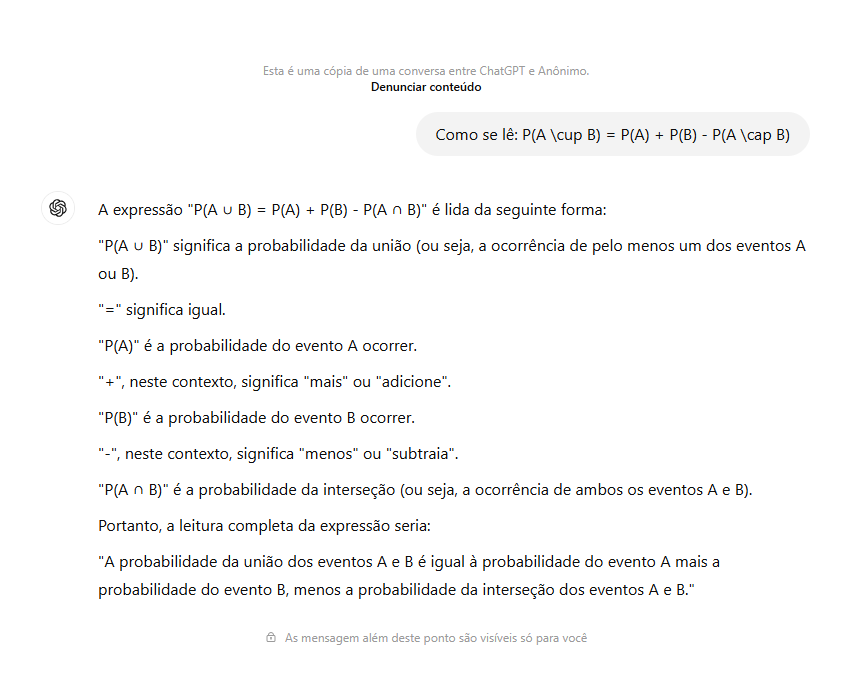 Esta é uma cópia de uma conversa entre ChatGPT e Anônimo.
Denunciar conteúdo
Como se lê: P(A \cup B) = P(A) + P(B) - P(A \cap B)
A expressão "P(A ∪ B) = P(A) + P(B) - P(A ∩ B)" é lida da seguinte forma:
"P(A ∪ B)" significa a probabilidade da união (ou seja, a ocorrência de pelo menos um dos eventos A
ou B).
"=" significa igual.
"P(A)" é a probabilidade do evento A ocorrer.
"+", neste contexto, significa "mais" ou "adicione".
"P(B)" é a probabilidade do evento B ocorrer.
"-", neste contexto, significa "menos" ou "subtraia".
"P(A ∩ B)" é a probabilidade da interseção (ou seja, a ocorrência de ambos os eventos A e B).
Portanto, a leitura completa da expressão seria:
"A probabilidade da união dos eventos A e B é igual à probabilidade do evento A mais a
probabilidade do evento B, menos a probabilidade da interseção dos eventos A e B."
As mensagem além deste ponto são visíveis só para você